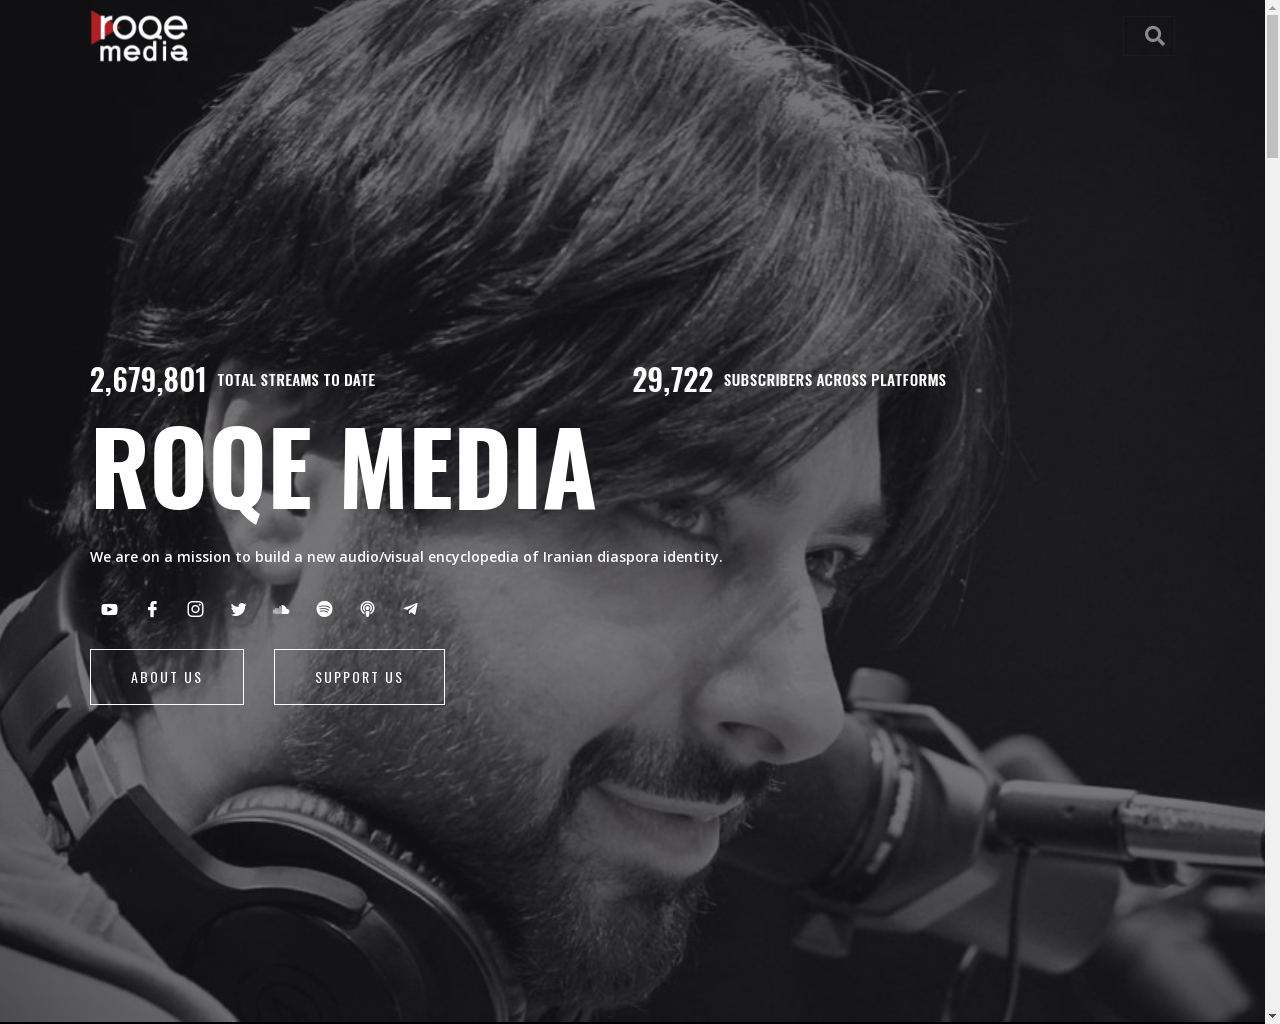 roqe
media
2,679,801 TOTAL STREAMS TO DATE
29,722 SUBSCRIBERS ACROSS PLATFORMS
ROQE MEDIA
We are on a mission to build a new audio/visual encyclopedia of Iranian diaspora identity.
ABOUT US
SUPPORT US